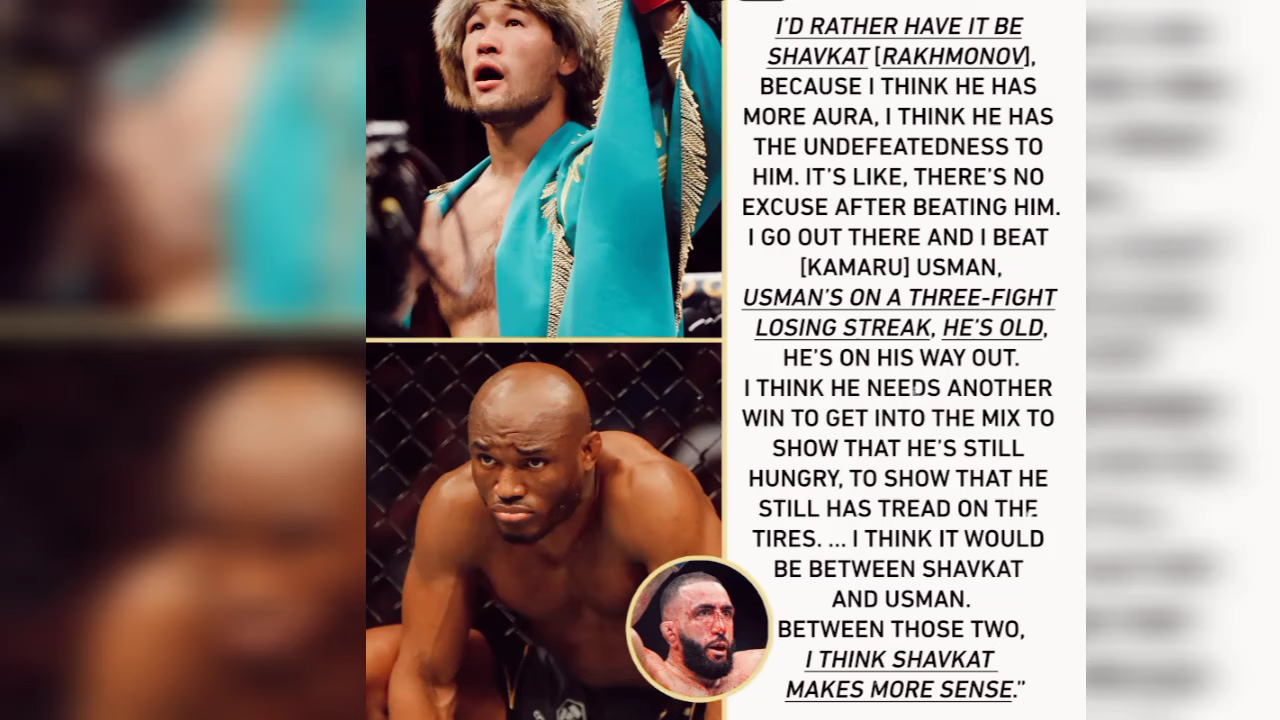 I'D RATHER HAVE IT BE
SHAVKAT [RAKHMONOV],
BECAUSE I THINK HE HAS
MORE AURA, I THINK HE HAS
THE UNDEFEATEDNESS TO
HIM. IT'S LIKE, THERE'S NO
EXCUSE AFTER BEATING HIM.
I GO OUT THERE AND I BEAT
[KAMARU] USMAN,
USMAN'S ON A THREE-FIGHT
LOSING STREAK, HE'S OLD,
HE'S ON HIS WAY OUT.
I THINK HE NEEDS ANOTHER
WIN TO GET INTO THE MIX TO
SHOW THAT HE'S STILL
HUNGRY, TO SHOW THAT HE
STILL HAS TREAD ON THE
TIRES. ... I THINK IT WOULD
BE BETWEEN SHAVKAT
AND USMAN.
BETWEEN THOSE TWO,
I THINK SHAVKAT
MAKES MORE SENSE."